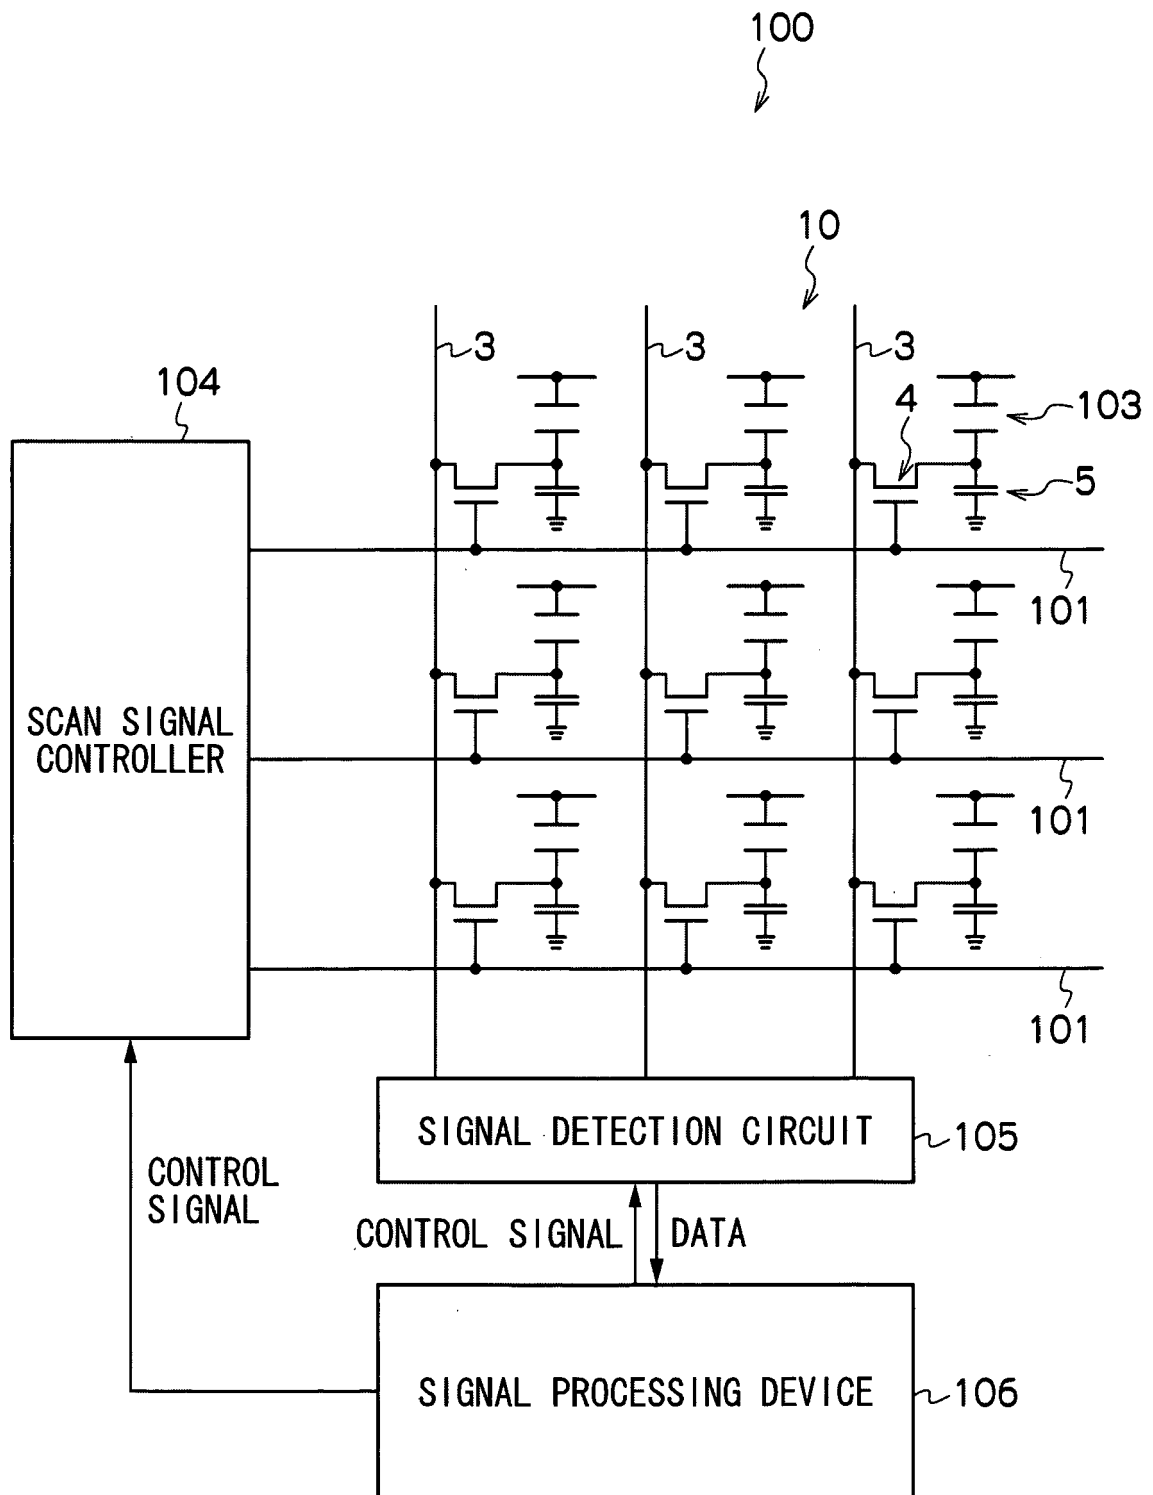 100
10
3
3
3
104
4
103
5
101
SCAN SIGNAL
CONTROLLER
101
101
SIGNAL DETECTION CIRCUIT
105
CONTROL
SIGNAL
CONTROL SIGNAL
DATA
SIGNAL PROCESSING DEVICE
106